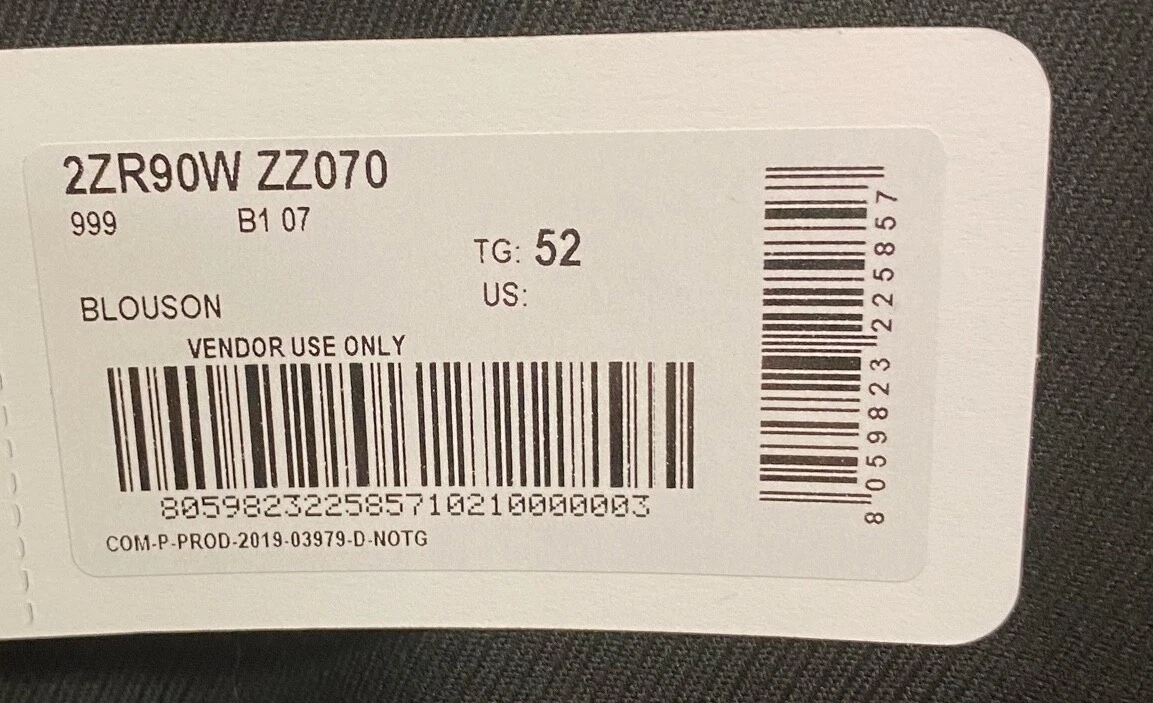 2ZR90W ZZ070
999 B1 07
TG: 52
US:
BLOUSON
VENDOR USE ONLY
805982322585710210000003
COM-P-PROD-2019-03979-D-NOTG
8 059823 225857